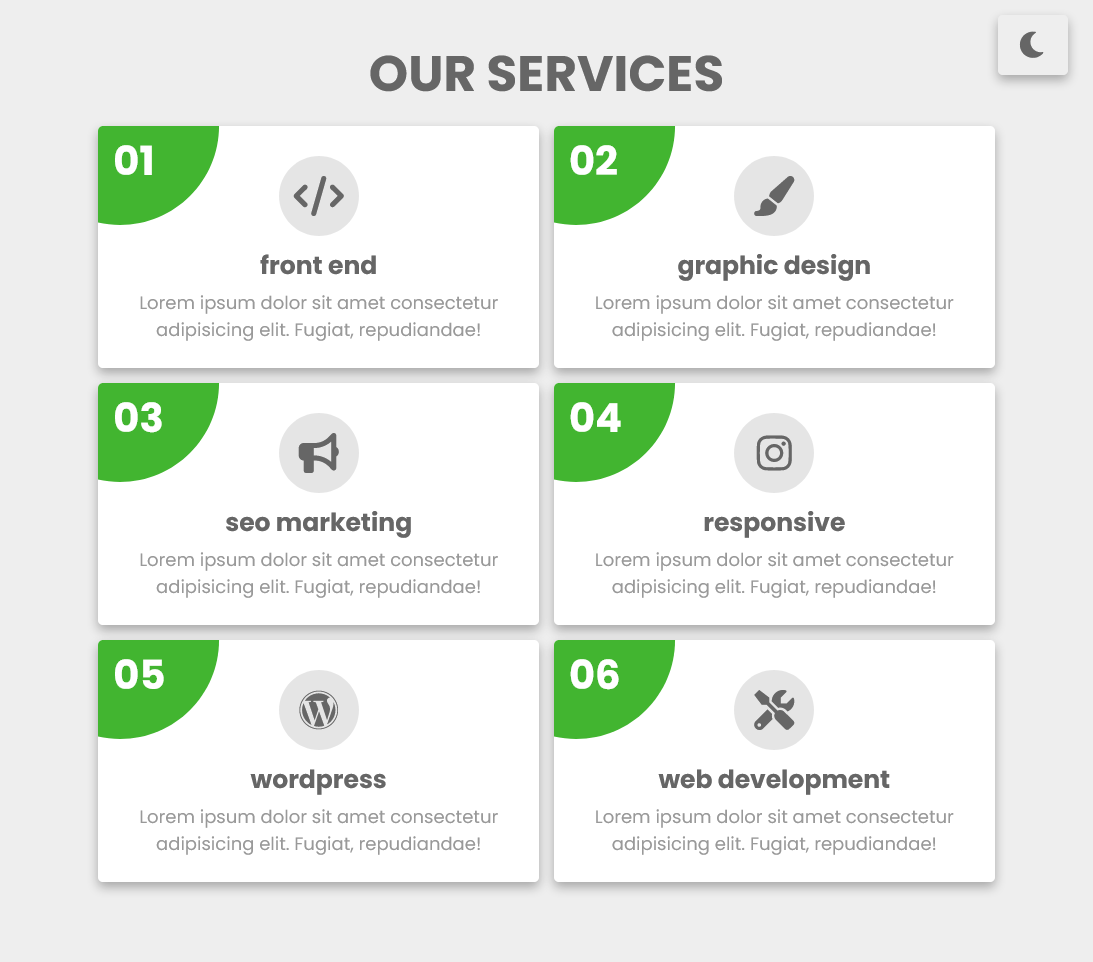 OUR SERVICES
01
front end
Lorem ipsum dolor sit amet consectetur
adipisicing elit. Fugiat, repudiandae!
02
graphic design
Lorem ipsum dolor sit amet consectetur
adipisicing elit. Fugiat, repudiandae!
03
seo marketing
Lorem ipsum dolor sit amet consectetur
adipisicing elit. Fugiat, repudiandae!
04
responsive
Lorem ipsum dolor sit amet consectetur
adipisicing elit. Fugiat, repudiandae!
05
wordpress
Lorem ipsum dolor sit amet consectetur
adipisicing elit. Fugiat, repudiandae!
06
web development
Lorem ipsum dolor sit amet consectetur
adipisicing elit. Fugiat, repudiandae!